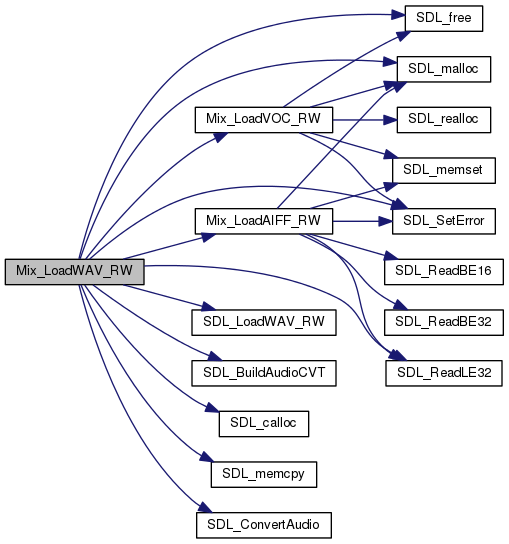 SDL_free
SDL_malloc
Mix_LoadVOC_RW
SDL_realloc
SDL_memset
Mix_LoadAIFF_RW
SDL_SetError
Mix_LoadWAV_RW
SDL_ReadBE16
SDL_LoadWAV_RW
SDL_ReadBE32
SDL_BuildAudioCVT
SDL_ReadLE32
SDL_calloc
SDL_memcpy
SDL_ConvertAudio